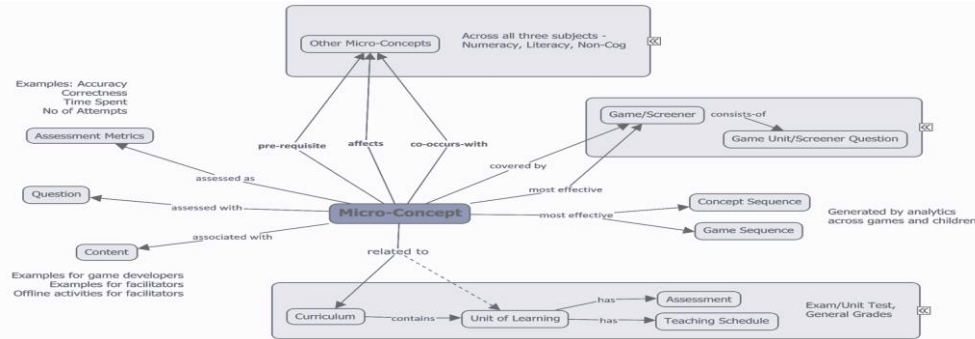 Other Micro-Concepts
Across all three subjects -
Numeracy, Literacy, Non-Cog
Examples: Accuracy
Correctness
Time Spent
No of Attempts
Assessment Metrics
Game/Screener
consists-of
Game Unit/Screener Question
pre-requisite
affects
co-occurs-with
covered by
most effective
assessed as
Question
assessed with
Micro-Concept
most effective
Concept Sequence
Game Sequence
Generated by analytics
across games and children
associated with
Content
related to
Examples for game developers
Examples for facilitators
Offline activities for facilitators
Curriculum
contains
Unit of Learning
has
Assessment
has
Teaching Schedule
Exam/Unit Test,
General Grades